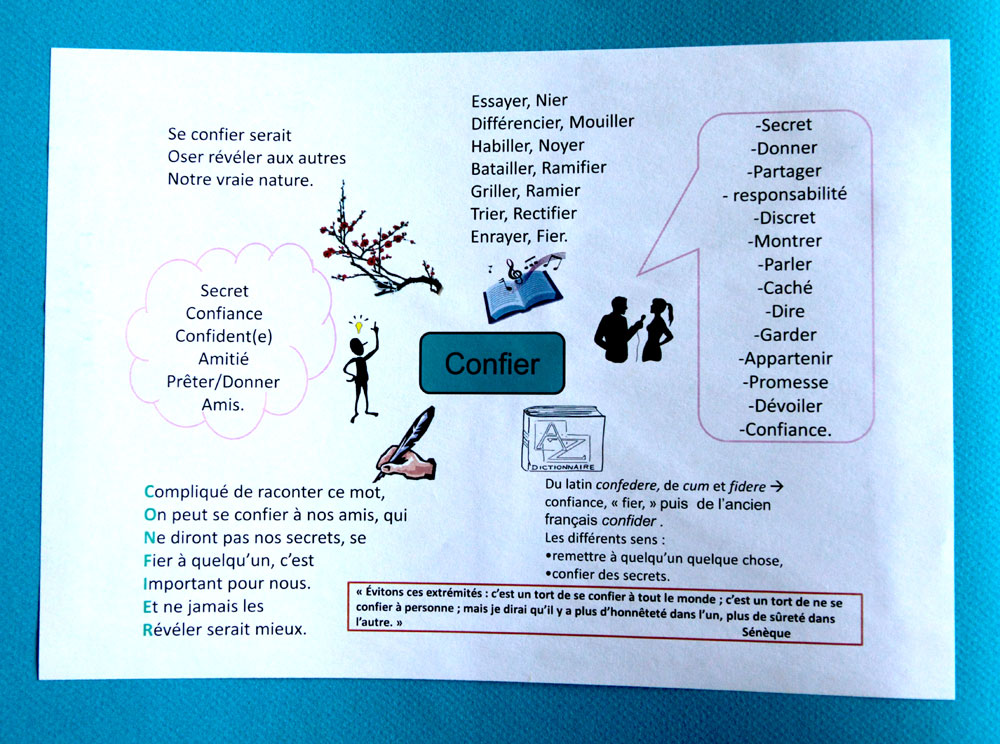 Se confier serait
Oser révéler aux autres
Notre vraie nature.
Essayer, Nier
Différencier, Mouiller
Habiller, Noyer
Batailler, Ramifier
Griller, Ramier
Trier, Rectifier
Enrayer, Fier.
-Secret
-Donner
-Partager
- responsabilité
-Discret
-Montrer
-Parler
-Caché
-Dire
-Garder
-Appartenir
-Promesse
-Dévoiler
-Confiance.
Secret
Confiance
Confident(e)
Amitié
Prêter/Donner
Amis.
Confier
AZ
DICTIONNAIRE
Compliqué de raconter ce mot,
On peut se confier à nos amis, qui
Ne diront pas nos secrets, se
Fier à quelqu'un, c'est
Important pour nous.
Et ne jamais les
Révéler serait mieux.
Du latin confedere, de cum et fidere →
confiance, « fier, » puis de l'ancien
français confider .
Les différents sens :
•remettre à quelqu'un quelque chose,
•confier des secrets.
« Évitons ces extrémités : c'est un tort de se confier à tout le monde ; c'est un tort de ne se
confier à personne ; mais je dirai qu'il y a plus d'honnêteté dans l'un, plus de sûreté dans
l'autre. »
Sénèque